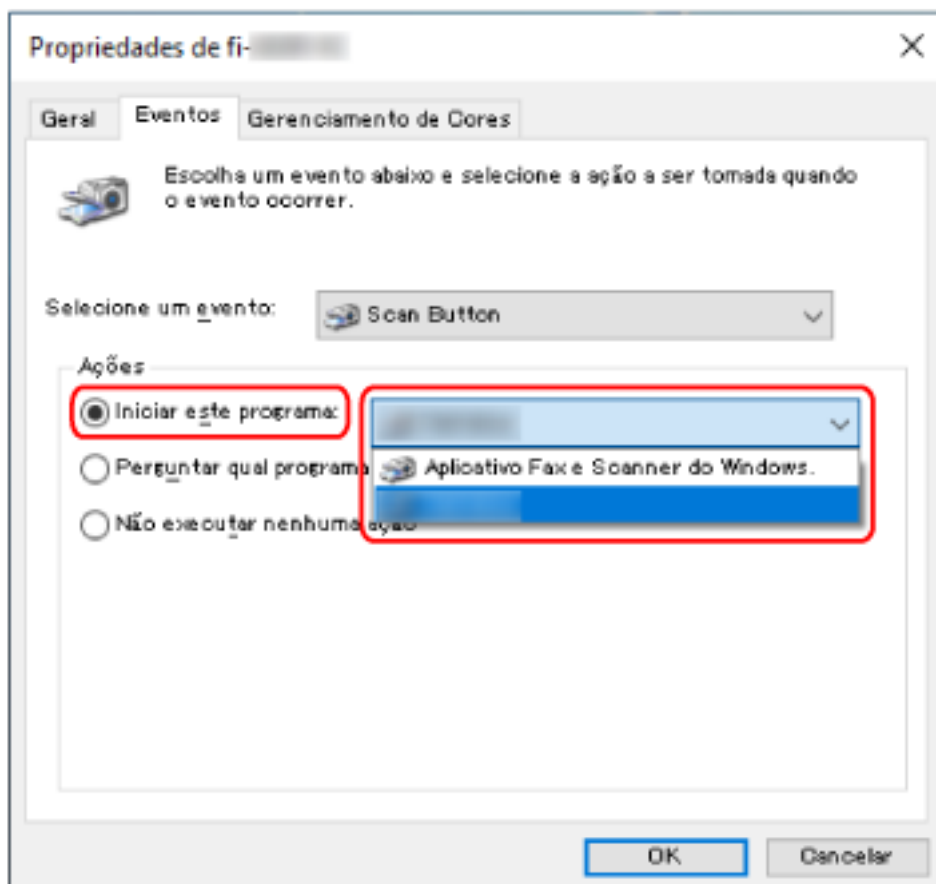 Propriedades de fi-
Geral Eventos Gerenciamento de Cores
Escolha um evento abaixo e selecione a ação a ser tomada quando
o evento ocorrer.
Selecione um evento: Scan Button
Ações
Iniciar este programa:
Perguntar qual programa Aplicativo Fax e Scanner do Windows.
Não executar nenhuma ação
OK Cancelar